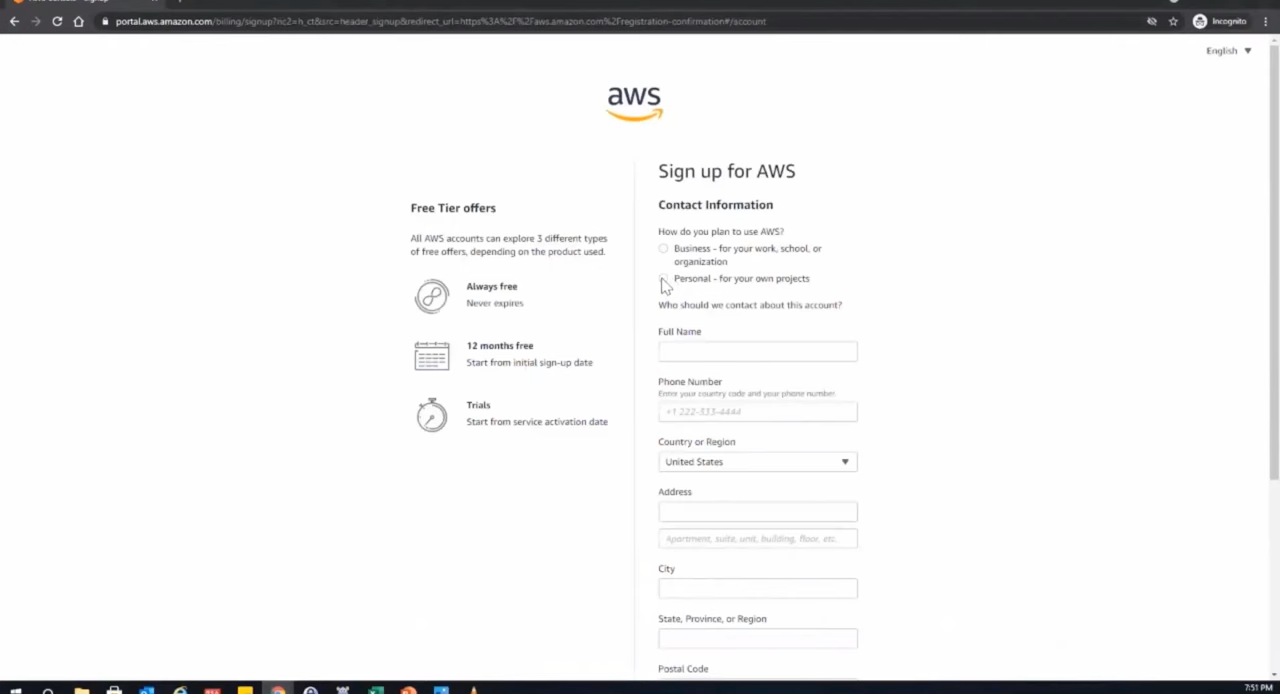 portal.aws.amazon.com/billing/signup?nc2=h_ct&src=header_signup&redirect_url=https%3A%2F%2Faws.amazon.com%2Fregistration-confirmation#/account
Incognito
English
aws
Free Tier offers
All AWS accounts can explore 3 different types
of free offers, depending on the product used.
Always free
Never expires
12 months free
Start from initial sign-up date
Trials
Start from service activation date
Sign up for AWS
Contact Information
How do you plan to use AWS?
Business - for your work, school, or
organization
Personal - for your own projects
Who should we contact about this account?
Full Name
Phone Number
Enter your country code and your phone number.
+1 222-333-4444
Country or Region
United States
Address
Apartment, suite, unit, building, floor, etc.
City
State, Province, or Region
Postal Code
7:51 PM